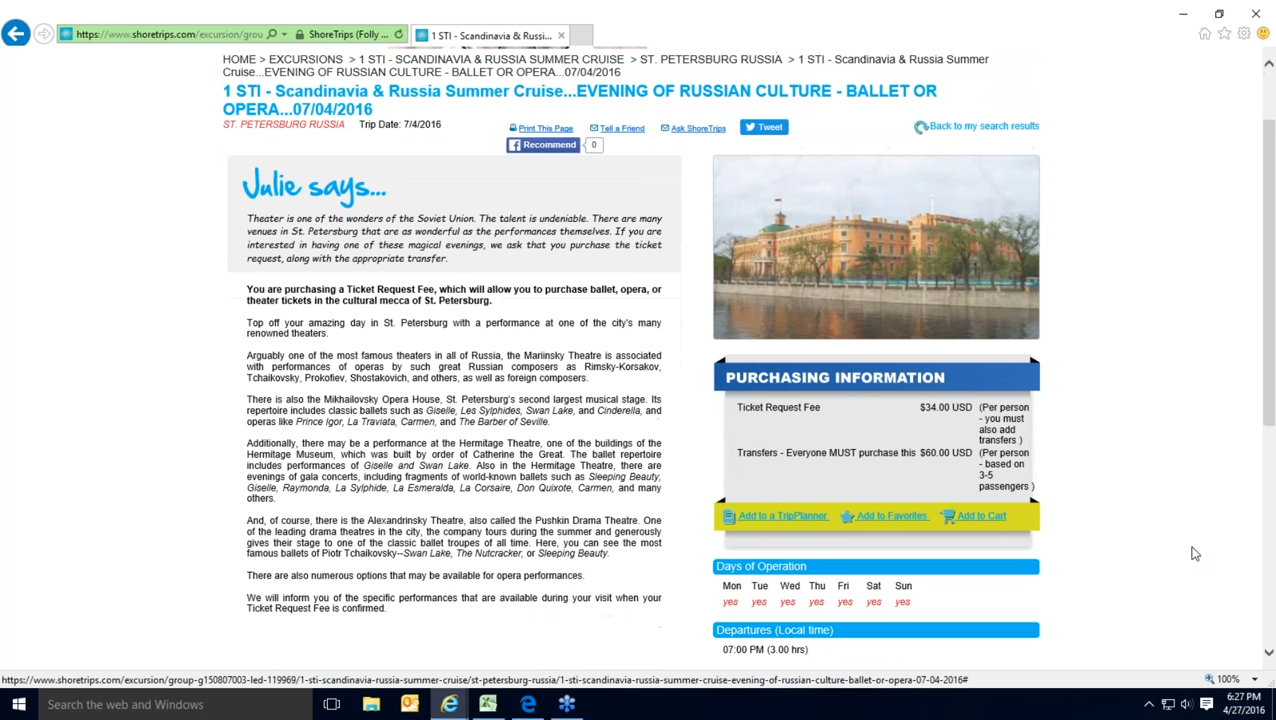 https://www.shoretrips.com/excursion/grou
ShoreTrips (Folly ...
1 STI - Scandinavia & Russi...
HOME > EXCURSIONS > 1 STI - SCANDINAVIA & RUSSIA SUMMER CRUISE > ST. PETERSBURG RUSSIA > 1 STI - Scandinavia & Russia Summer
Cruise...EVENING OF RUSSIAN CULTURE - BALLET OR OPERA...07/04/2016
1 STI - Scandinavia & Russia Summer Cruise...EVENING OF RUSSIAN CULTURE - BALLET OR
OPERA...07/04/2016
ST. PETERSBURG RUSSIA Trip Date: 7/4/2016
Print This Page Tell a Friend Ask ShoreTrips Tweet
Back to my search results
Recommend 0
Julie says...
Theater is one of the wonders of the Soviet Union. The talent is undeniable. There are many
venues in St. Petersburg that are as wonderful as the performances themselves. If you are
interested in having one of these magical evenings, we ask that you purchase the ticket
request, along with the appropriate transfer.
You are purchasing a Ticket Request Fee, which will allow you to purchase ballet, opera, or
theater tickets in the cultural mecca of St. Petersburg.
Top off your amazing day in St. Petersburg with a performance at one of the city's many
renowned theaters.
Arguably one of the most famous theaters in all of Russia, the Mariinsky Theatre is associated
with performances of operas by such great Russian composers as Rimsky-Korsakov,
Tchaikovsky, Prokofiev, Shostakovich, and others, as well as foreign composers.
There is also the Mikhailovsky Opera House, St. Petersburg's second largest musical stage. Its
repertoire includes classic ballets such as Giselle, Les Sylphides, Swan Lake, and Cinderella, and
operas like Prince Igor, La Traviata, Carmen, and The Barber of Seville.
Additionally, there may be a performance at the Hermitage Theatre, one of the buildings of the
Hermitage Museum, which was built by order of Catherine the Great. The ballet repertoire
includes performances of Giselle and Swan Lake. Also in the Hermitage Theatre, there are
evenings of gala concerts, including fragments of world-known ballets such as Sleeping Beauty,
Giselle, Raymonda, La Sylphide, La Esmeralda, La Corsaire, Don Quixote, Carmen, and many
others.
And, of course, there is the Alexandrinsky Theatre, also called the Pushkin Drama Theatre. One
of the leading drama theatres in the city, the company tours during the summer and generously
gives their stage to one of the classic ballet troupes of all time. Here, you can see the most
famous ballets of Piotr Tchaikovsky--Swan Lake, The Nutcracker, or Sleeping Beauty.
There are also numerous options that may be available for opera performances.
We will inform you of the specific performances that are available during your visit when your
Ticket Request Fee is confirmed.
PURCHASING INFORMATION
Ticket Request Fee $34.00 USD (Per person
- you must
also add
transfers )
Transfers - Everyone MUST purchase this $60.00 USD (Per person
- based on
3-5
passengers )
Add to a TripPlanner Add to Favorites Add to Cart
Days of Operation
Mon Tue Wed Thu Fri Sat Sun
yes yes yes yes yes yes yes
Departures (Local time)
07:00 PM (3.00 hrs)
https://www.shoretrips.com/excursion/group-g150807003-led-119969/1-sti-scandinavia-russia-summer-cruise/st-petersburg-russia/1-sti-scandinavia-russia-summer-cruise-evening-of-russian-culture-ballet-or-opera-07-04-2016#
100%
Search the web and Windows
6:27 PM
4/27/2016